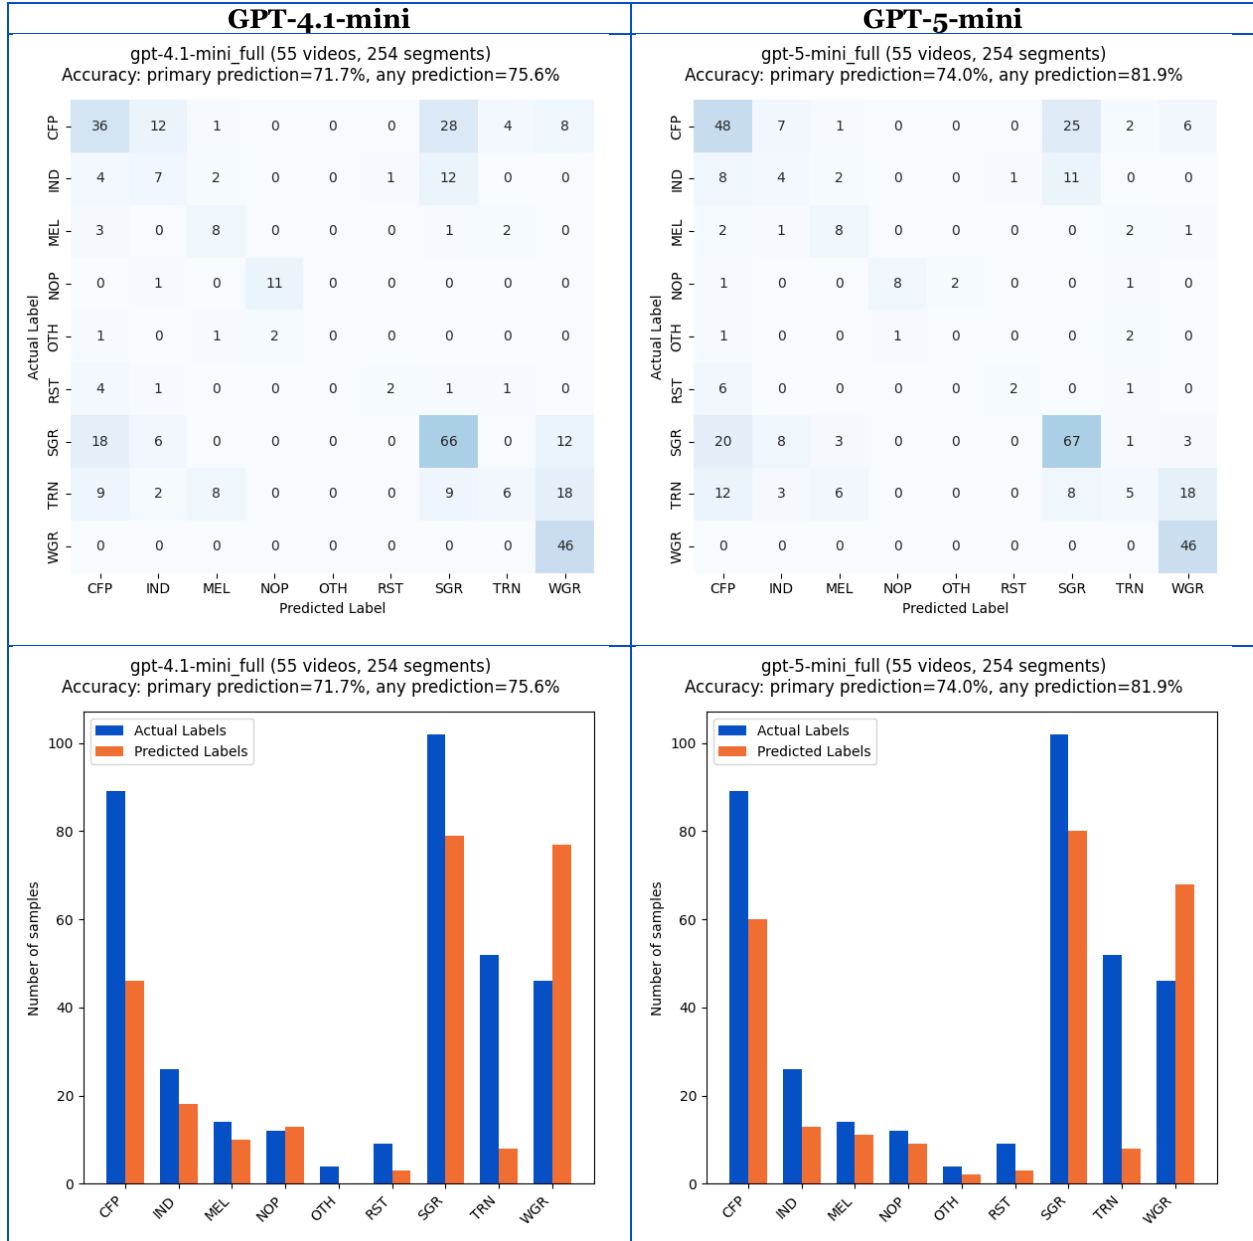 GPT-4.1-mini
GPT-5-mini
gpt-4.1-mini_full (55 videos, 254 segments)
Accuracy: primary prediction=71.7%, any prediction=75.6%
Actual Label
CFP 36 12 1 0 0 0 28 4 8
IND 4 7 2 0 0 1 12 0 0
MEL 3 0 8 0 0 0 1 2 0
NOP 0 1 0 11 0 0 0 0 0
OTH 1 0 1 2 0 0 0 0 0
RST 4 1 0 0 0 2 1 1 0
SGR 18 6 0 0 0 0 66 0 12
TRN 9 2 8 0 0 0 9 6 18
WGR 0 0 0 0 0 0 0 0 46
CFP IND MEL NOP OTH RST SGR TRN WGR
Predicted Label
gpt-5-mini_full (55 videos, 254 segments)
Accuracy: primary prediction=74.0%, any prediction=81.9%
Actual Label
CFP 48 7 1 0 0 0 25 2 6
IND 8 4 2 0 0 1 11 0 0
MEL 2 1 8 0 0 0 0 2 1
NOP 1 0 0 8 2 0 0 1 0
OTH 1 0 0 1 0 0 0 2 0
RST 6 0 0 0 0 2 0 1 0
SGR 20 8 3 0 0 0 67 1 3
TRN 12 3 6 0 0 0 8 5 18
WGR 0 0 0 0 0 0 0 0 46
CFP IND MEL NOP OTH RST SGR TRN WGR
Predicted Label
gpt-4.1-mini_full (55 videos, 254 segments)
Accuracy: primary prediction=71.7%, any prediction=75.6%
Actual Labels
Predicted Labels
Number of samples
100
80
60
40
20
0
CFP IND MEL NOP OTH RST SGR TRN WGR
gpt-5-mini_full (55 videos, 254 segments)
Accuracy: primary prediction=74.0%, any prediction=81.9%
Actual Labels
Predicted Labels
Number of samples
100
80
60
40
20
0
CFP IND MEL NOP OTH RST SGR TRN WGR